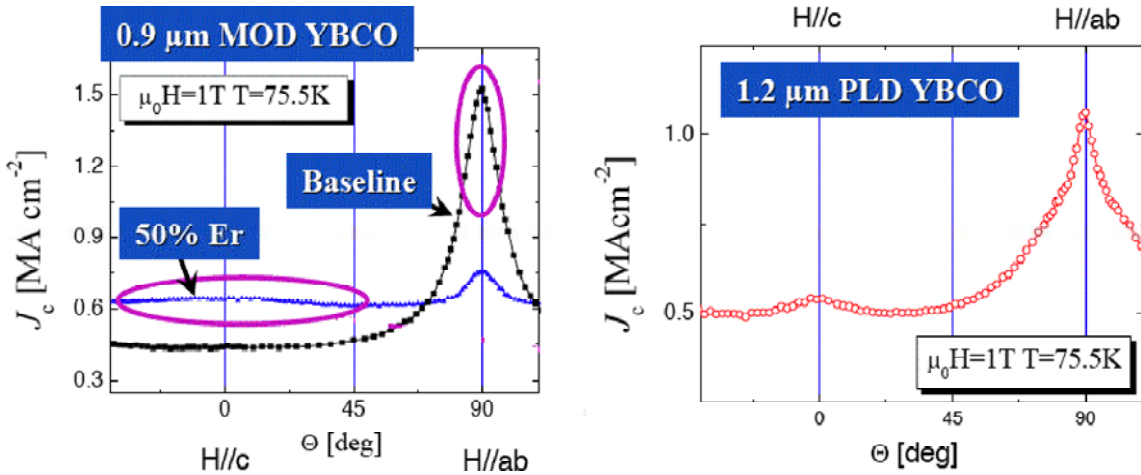 0.9 µm MOD YBCO
µ₀H=1T T=75.5K
1.5
1.2
0.9
0.6
0.3
Jc [MA cm⁻²]
Baseline
50% Er
0
45
90
Θ [deg]
H//c
H//ab
H//c
H//ab
1.2 µm PLD YBCO
1.0
0.5
Jc [MAcm⁻²]
µ₀H=1T T=75.5K
0
45
90
Θ [deg]